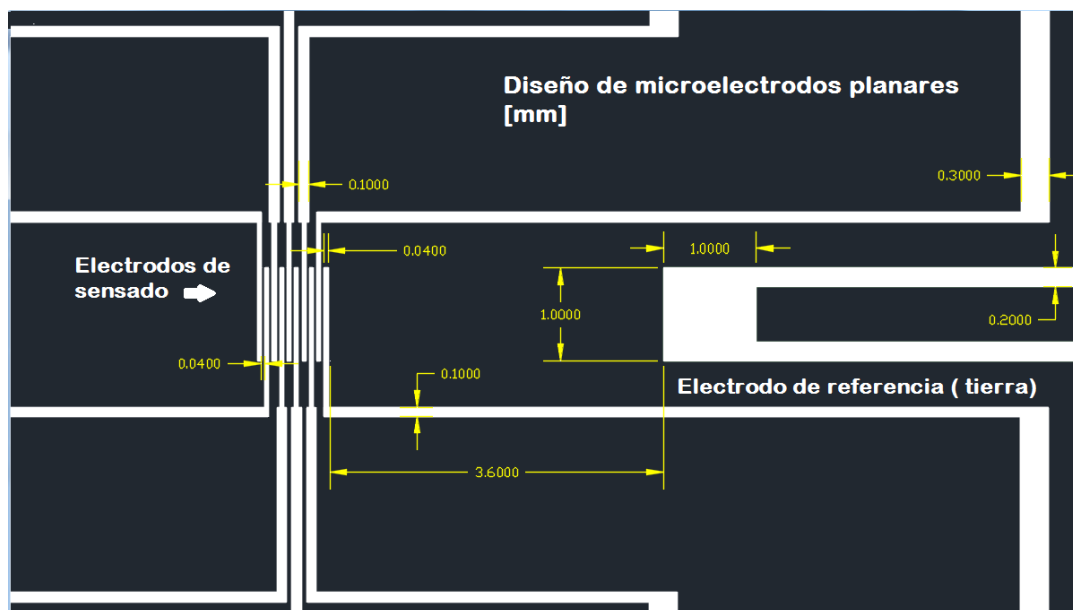 Diseño de microelectrodos planares
[mm]
0.1000
0.3000
0.0400
1.0000
Electrodos de
sensado
1.0000
0.2000
0.0400
0.1000
Electrodo de referencia ( tierra)
3.6000